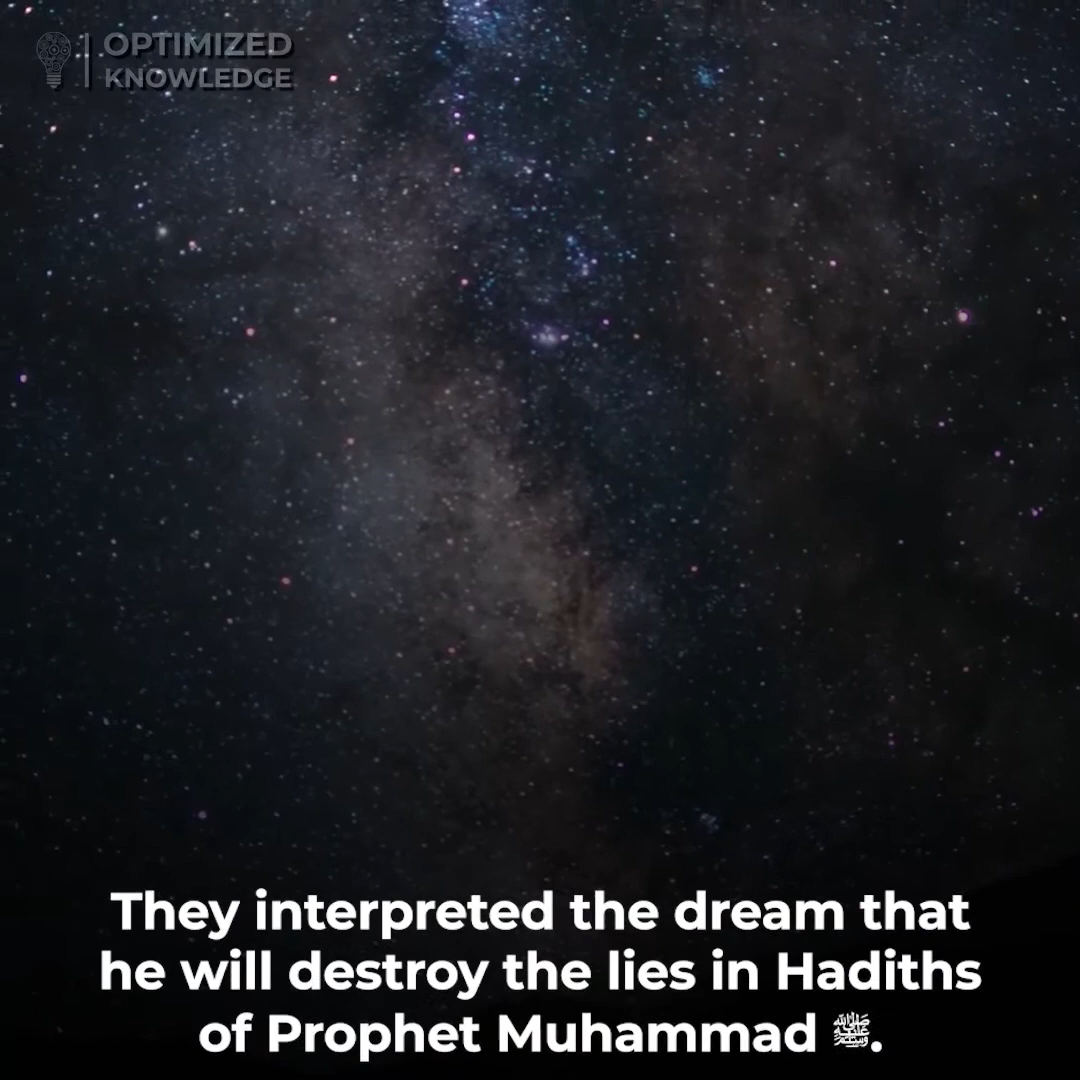 OPTIMIZED
KNOWLEDGE
They interpreted the dream that
he will destroy the lies in Hadiths
of Prophet Muhammad ﷺ.